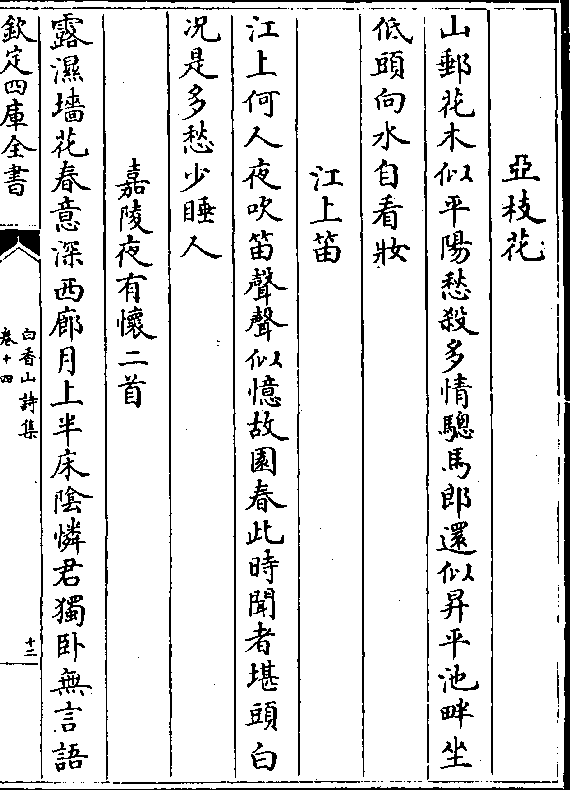 亞枝花
山郵花木似平陽愁殺多情驄馬郎還似昇平池畔坐
低頭向水自看妝
江上笛
江上何人夜吹笛聲聲似憶故園春此時聞者堪頭白
况是多愁少睡人
嘉陵夜有懷二首
露濕墻花春意深西廊月上半床陰憐君獨卧無言語
欽定四庫全書
白香山詩集
卷十四
十三